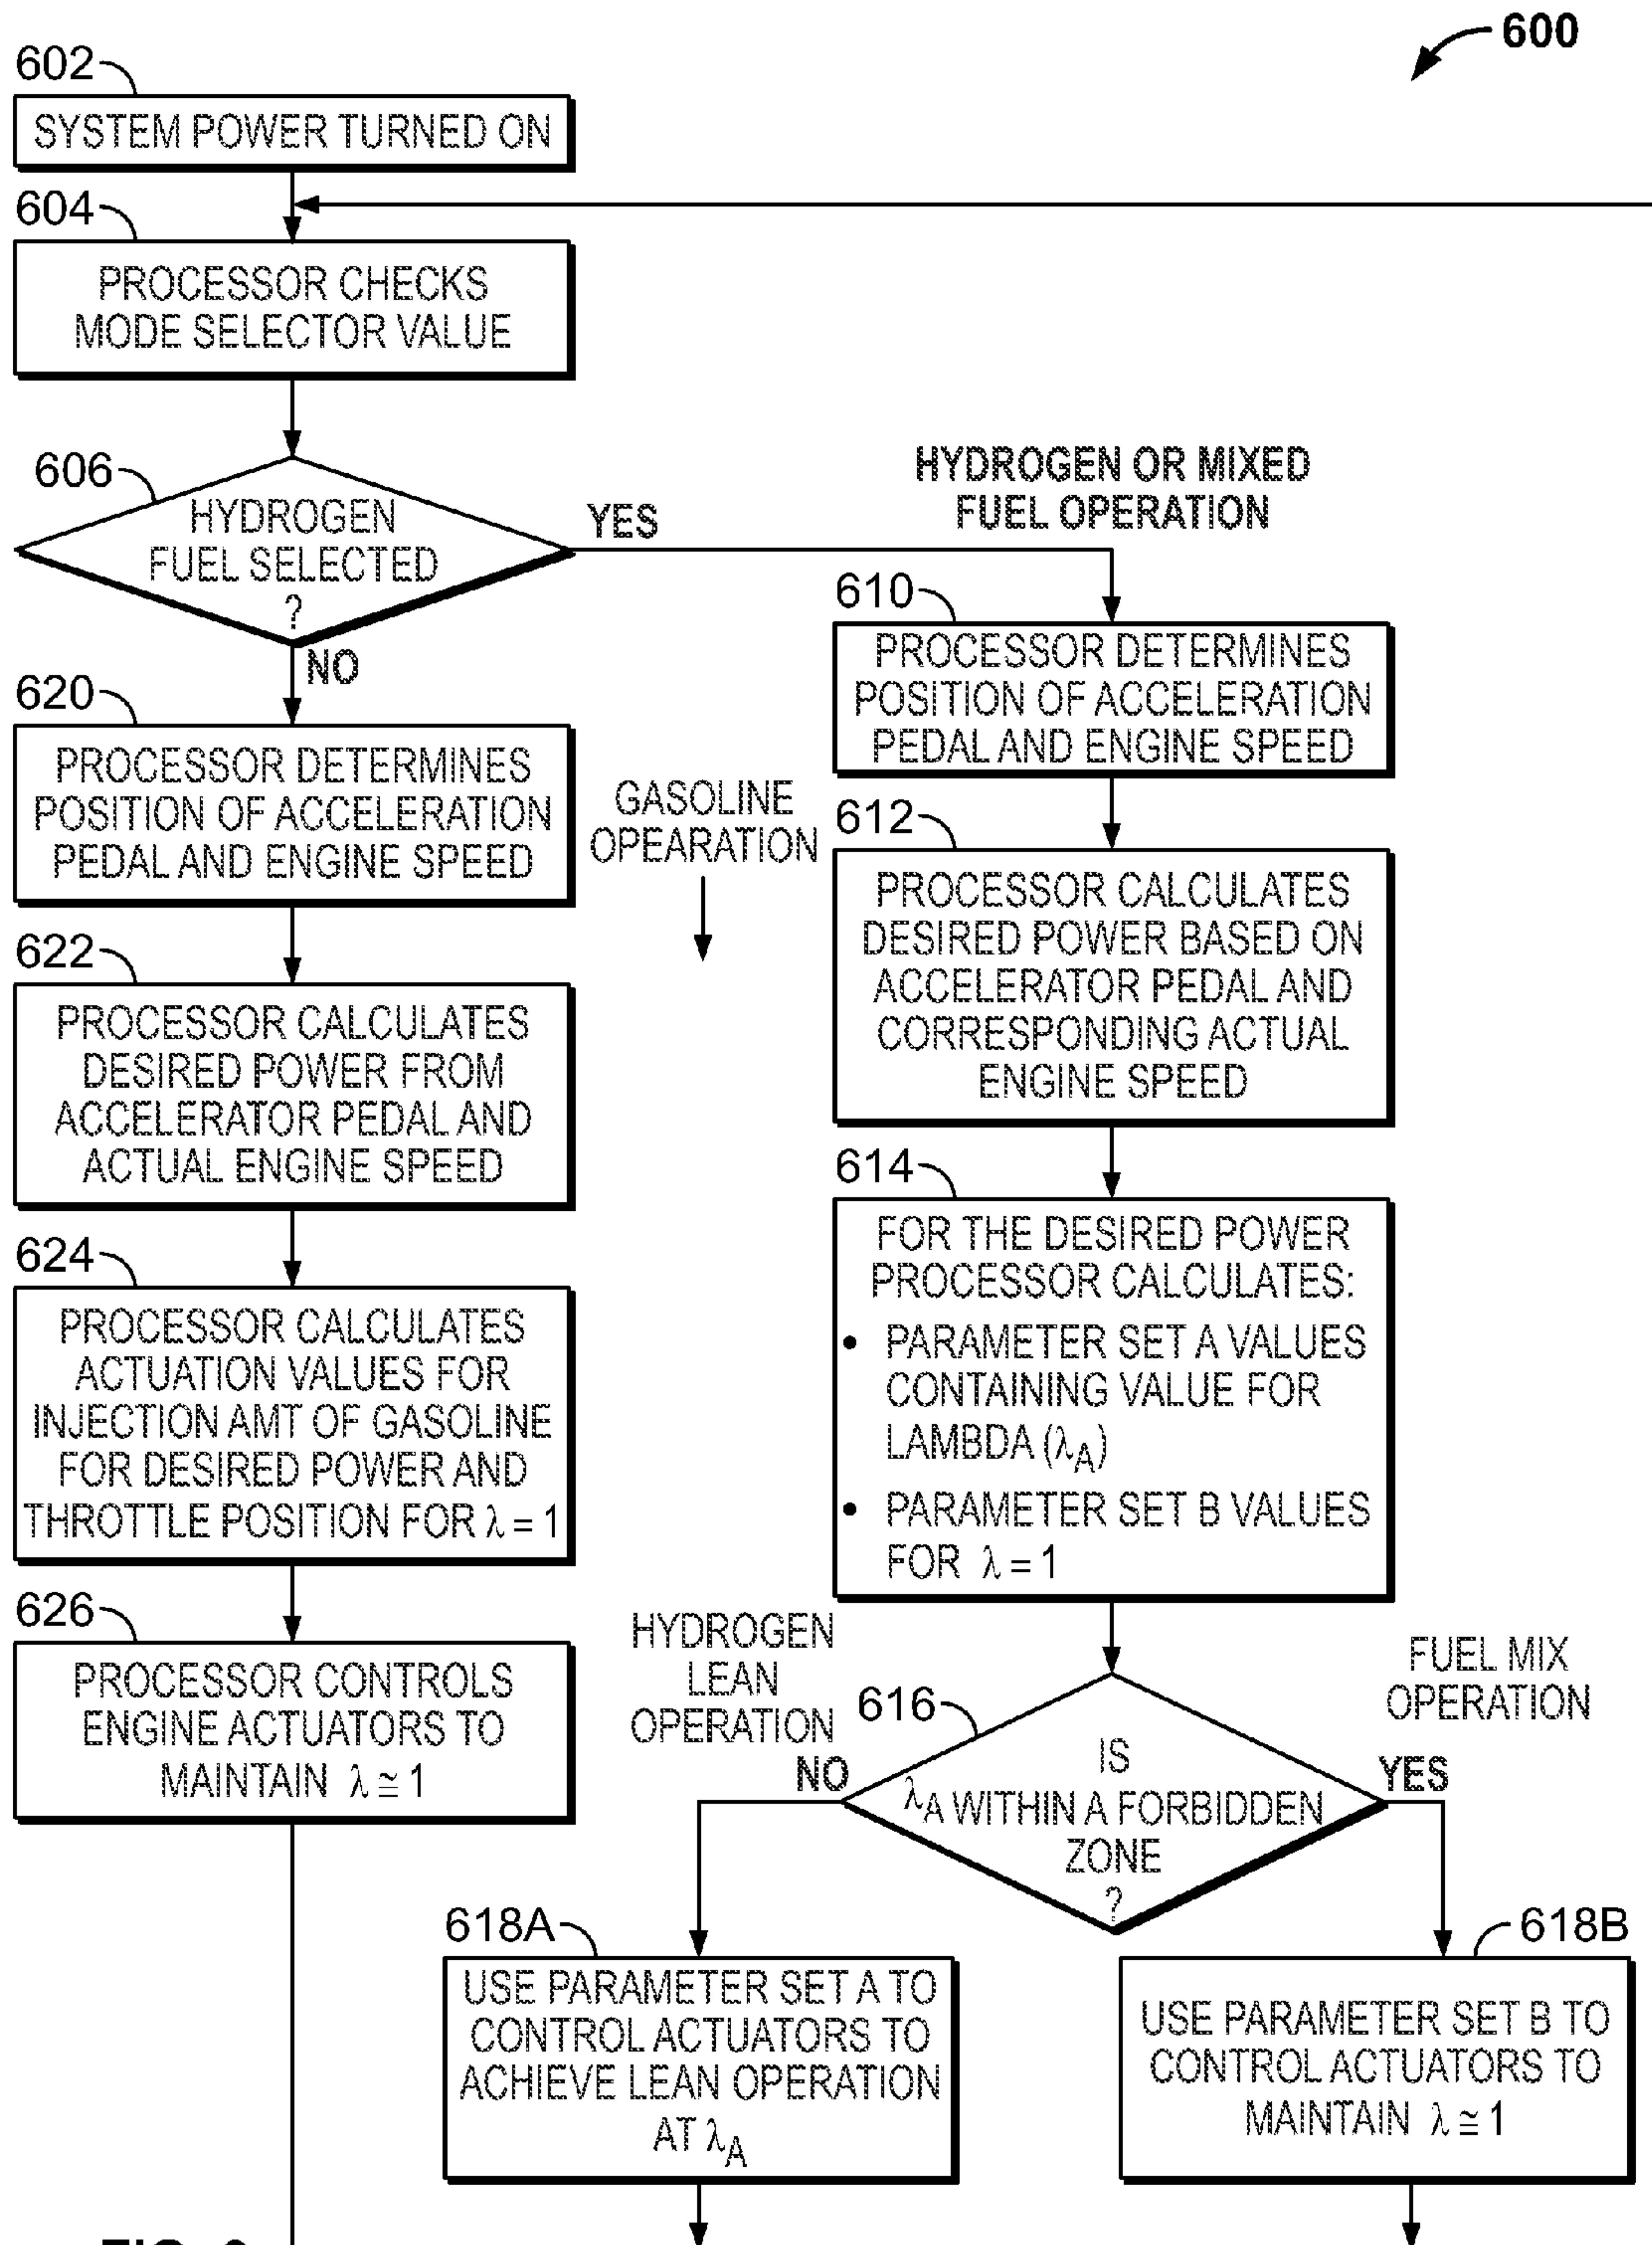 600
602
SYSTEM POWER TURNED ON
604
PROCESSOR CHECKS
MODE SELECTOR VALUE
606
HYDROGEN
FUEL SELECTED
?
YES
NO
HYDROGEN OR MIXED
FUEL OPERATION
610
PROCESSOR DETERMINES
POSITION OF ACCELERATION
PEDAL AND ENGINE SPEED
620
PROCESSOR DETERMINES
POSITION OF ACCELERATION
PEDAL AND ENGINE SPEED
GASOLINE
OPEARATION
612
PROCESSOR CALCULATES
DESIRED POWER BASED ON
ACCELERATOR PEDAL AND
CORRESPONDING ACTUAL
ENGINE SPEED
622
PROCESSOR CALCULATES
DESIRED POWER FROM
ACCELERATOR PEDAL AND
ACTUAL ENGINE SPEED
614
FOR THE DESIRED POWER
PROCESSOR CALCULATES:
• PARAMETER SET A VALUES
CONTAINING VALUE FOR
LAMBDA (λA)
• PARAMETER SET B VALUES
FOR λ = 1
624
PROCESSOR CALCULATES
ACTUATION VALUES FOR
INJECTION AMT OF GASOLINE
FOR DESIRED POWER AND
THROTTLE POSITION FOR λ = 1
626
PROCESSOR CONTROLS
ENGINE ACTUATORS TO
MAINTAIN λ ≅ 1
HYDROGEN
LEAN
OPERATION
NO
616
IS
λA WITHIN A FORBIDDEN
ZONE
?
FUEL MIX
OPERATION
YES
618A
USE PARAMETER SET A TO
CONTROL ACTUATORS TO
ACHIEVE LEAN OPERATION
AT λA
618B
USE PARAMETER SET B TO
CONTROL ACTUATORS TO
MAINTAIN λ ≅ 1